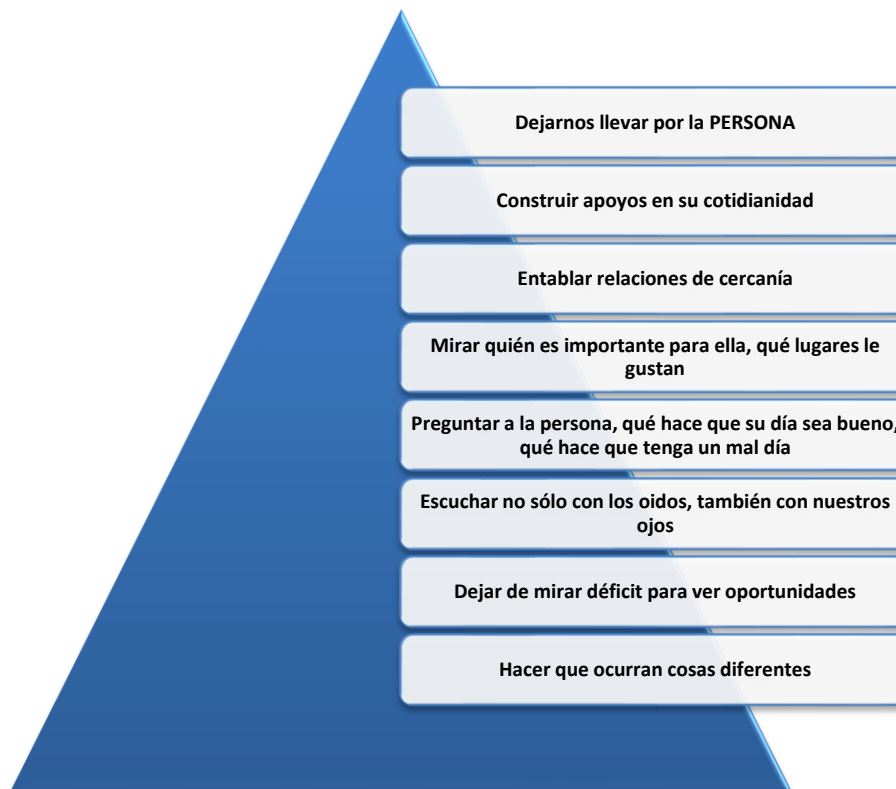 Dejarnos llevar por la PERSONA
Construir apoyos en su cotidianidad
Entablar relaciones de cercanía
Mirar quién es importante para ella, qué lugares le
gustan
Preguntar a la persona, qué hace que su día sea bueno,
qué hace que tenga un mal día
Escuchar no sólo con los oidos, también con nuestros
ojos
Dejar de mirar déficit para ver oportunidades
Hacer que ocurran cosas diferentes